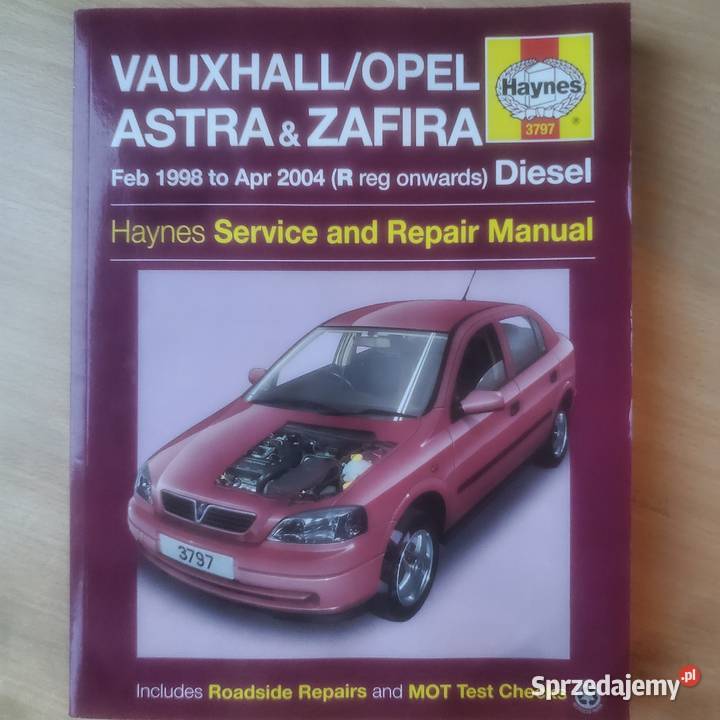 VAUXHALL/OPEL
ASTRA & ZAFIRA
Haynes
®
3797
Feb 1998 to Apr 2004 (R reg onwards) Diesel
Haynes Service and Repair Manual
3797
Includes Roadside Repairs and MOT Test Checks
Sprzedajemy.pl